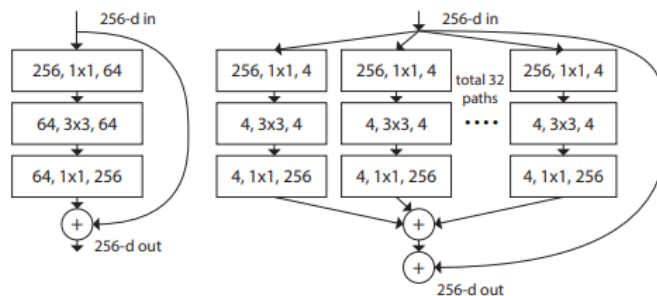 256-d in
256, 1x1, 64
64, 3x3, 64
64, 1x1, 256
+
256-d out
256-d in
256, 1x1, 4
256, 1x1, 4
total 32
paths
....
256, 1x1, 4
4, 3x3, 4
4, 3x3, 4
4, 3x3, 4
4, 1x1, 256
4, 1x1, 256
4, 1x1, 256
+
+
256-d out